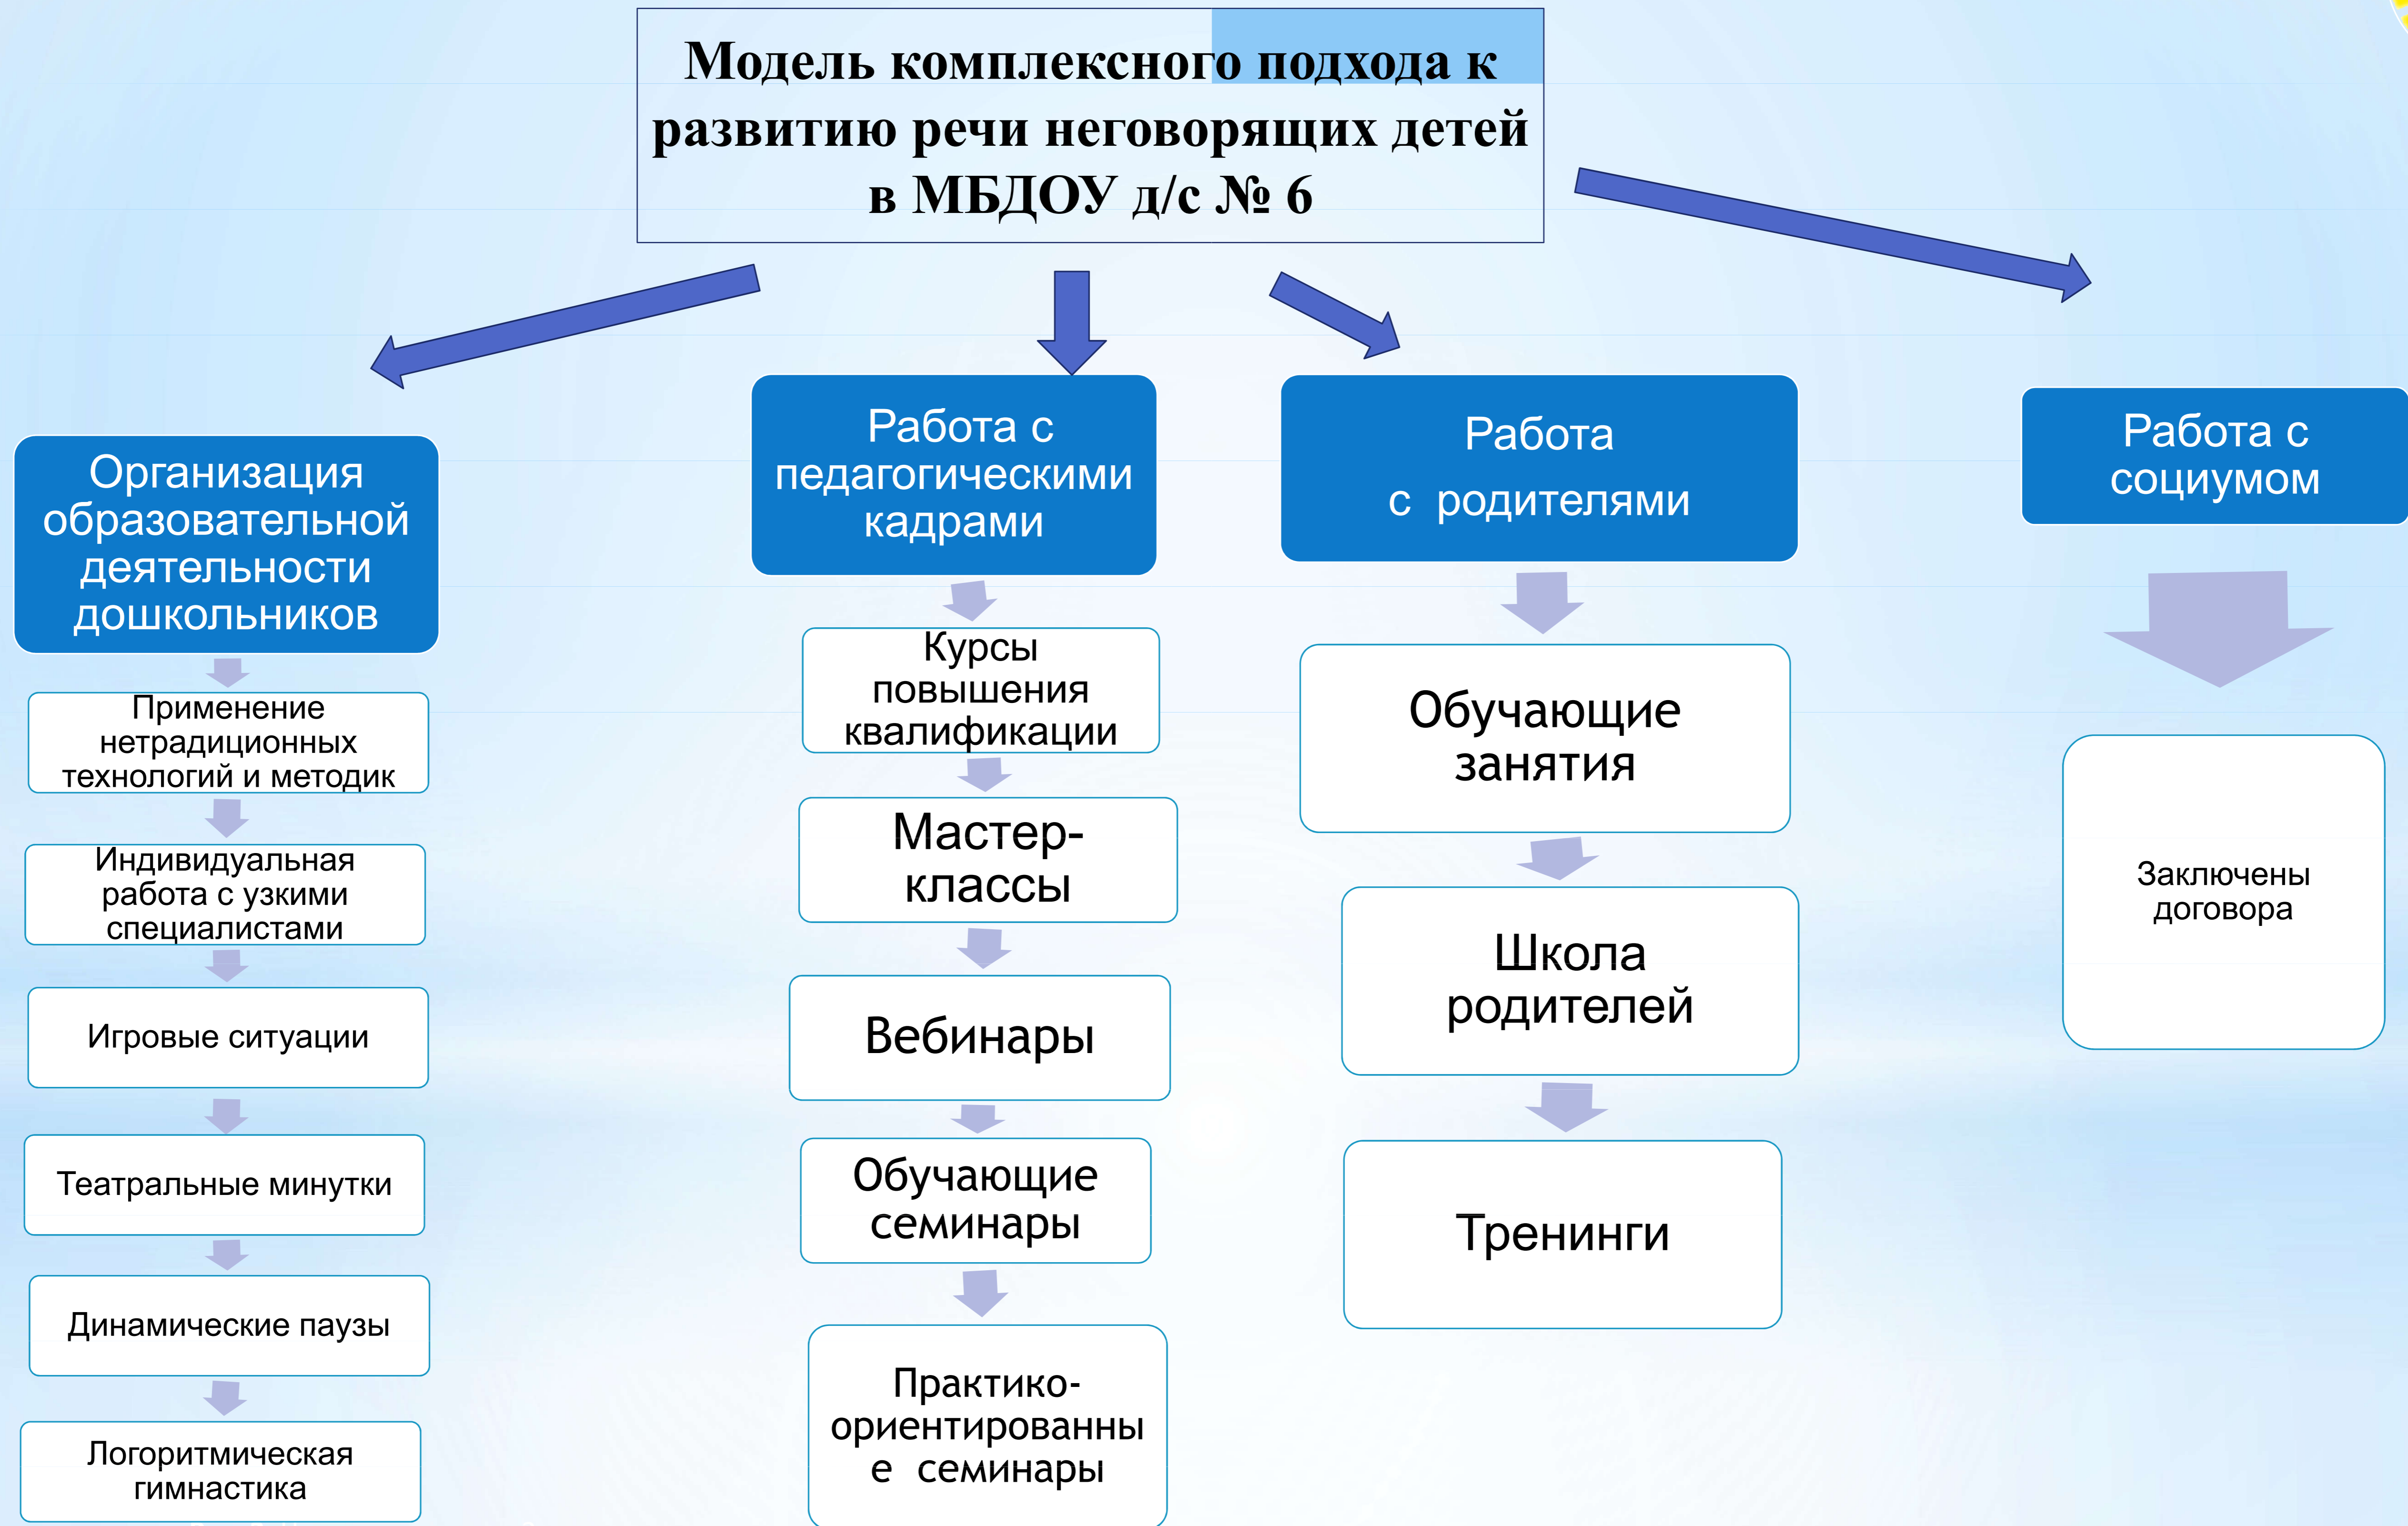 Модель комплексного подхода к
развитию речи неговорящих детей
в МБДОУ д/с № 6
Организация
образовательной
деятельности
дошкольников
Применение
нетрадиционных
технологий и методик
Индивидуальная
работа с узкими
специалистами
Игровые ситуации
Театральные минутки
Динамические паузы
Логоритмическая
гимнастика
Работа с
педагогическими
кадрами
Курсы
повышения
квалификации
Мастер-
классы
Вебинары
Обучающие
семинары
Практико-
ориентированны
е семинары
Работа
с родителями
Обучающие
занятия
Школа
родителей
Тренинги
Работа с
социумом
Заключены
договора